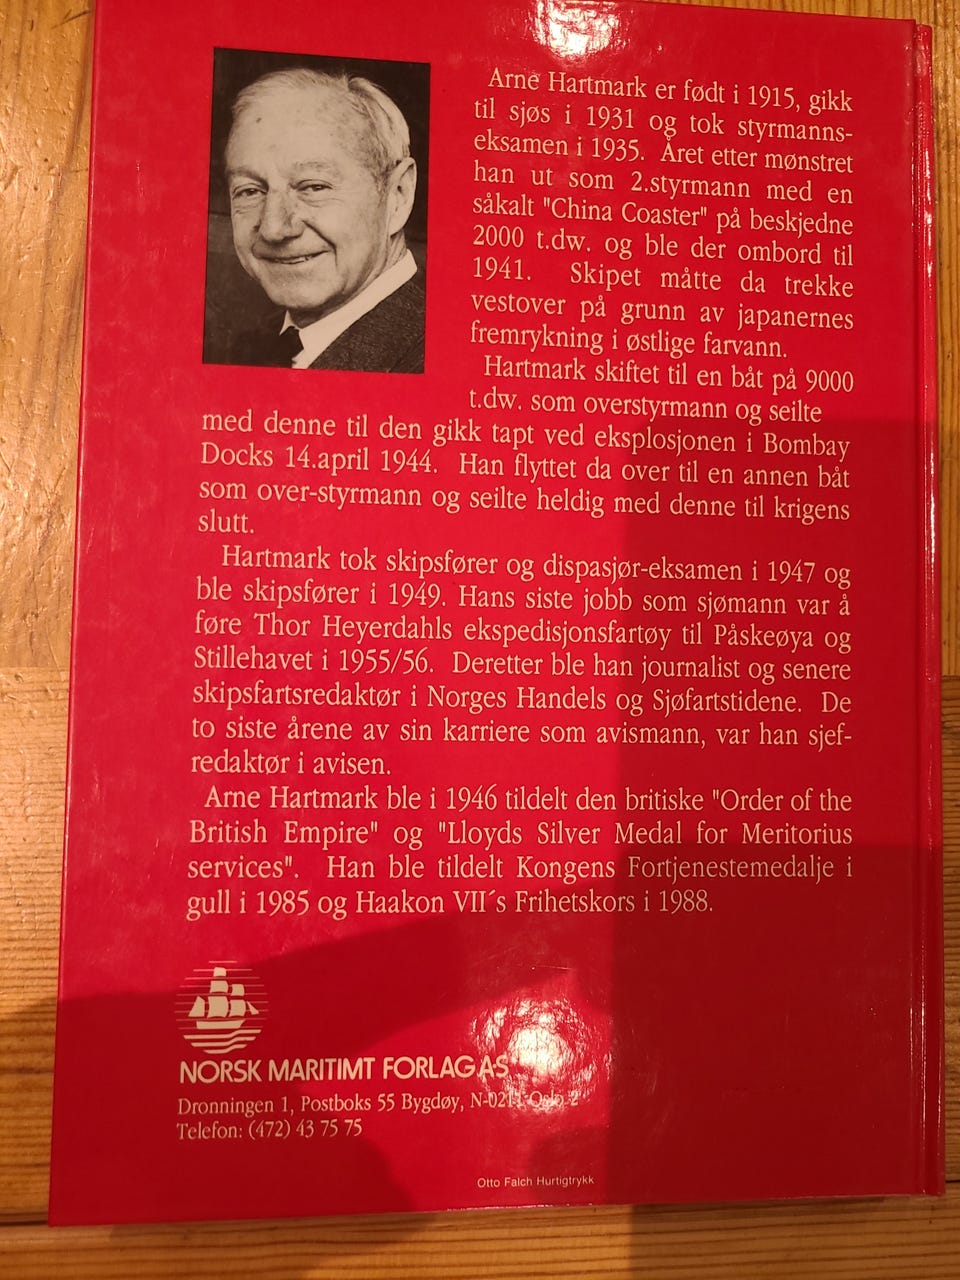 Arne Hartmark er født i 1915, gikk
til sjøs i 1931 og tok styrmanns-
eksamen i 1935. Året etter mønstret
han ut som 2.styrmann med en
såkalt "China Coaster" på beskjedne
2000 t.dw. og ble der ombord til
1941. Skipet måtte da trekke
vestover på grunn av japanernes
fremrykning i østlige farvann.
Hartmark skiftet til en båt på 9000
t.dw. som overstyrmann og seilte
med denne til den gikk tapt ved eksplosjonen i Bombay
Docks 14.april 1944. Han flyttet da over til en annen båt
som over-styrmann og seilte heldig med denne til krigens
slutt.
Hartmark tok skipsfører og dispasjør-eksamen i 1947 og
ble skipsfører i 1949. Hans siste jobb som sjømann var å
føre Thor Heyerdahls ekspedisjonsfartøy til Påskeøya og
Stillehavet i 1955/56. Deretter ble han journalist og senere
skipsfartsredaktør i Norges Handels og Sjøfartstidene. De
to siste årene av sin karriere som avismann, var han sjef-
redaktør i avisen.
Arne Hartmark ble i 1946 tildelt den britiske "Order of the
British Empire" og "Lloyds Silver Medal for Meritorius
services". Han ble tildelt Kongens Fortjenestemedalje i
gull i 1985 og Haakon VII´s Frihetskors i 1988.
NORSK MARITIMT FORLAG AS
Dronningen 1, Postboks 55 Bygdøy, N-0211 Oslo 2
Telefon: (472) 43 75 75
Otto Falch Hurtigtrykk